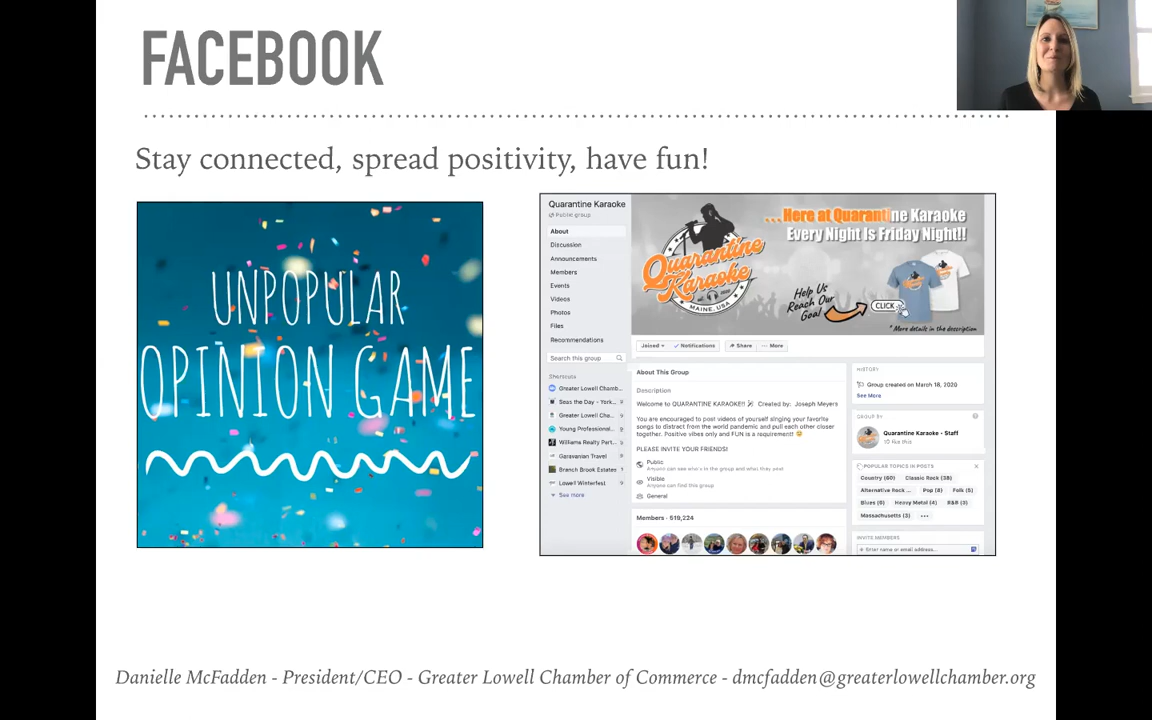 FACEBOOK
Stay connected, spread positivity, have fun!
UNPOPULAR
OPINION GAME
Quarantine Karaoke
Public group
About
Discussion
Announcements
Members
Events
Videos
Photos
Files
Recommendations
Search this group
Shortcuts
Greater Lowell Chamb...
Seas the Day - York...
Greater Lowell Cha...
Young Professional...
Williams Realty Part...
Garavanian Travel
Branch Brook Estates
Lowell Winterfest
See more
...Here at Quarantine Karaoke
Every Night Is Friday Night!!
Quarantine
Karaoke
MAINE, USA
Help Us
Reach Our
Goal
CLICK
* More details in the description
Joined
Notifications
Share
More
About This Group
Description
Welcome to QUARANTINE KARAOKE!! Created by: Joseph Meyers
You are encouraged to post videos of yourself singing your favorite
songs to distract from the world pandemic and pull each other closer
together. Positive vibes only and FUN is a requirement!
PLEASE INVITE YOUR FRIENDS!
Public
Anyone can see who's in the group and what they post.
Visible
Anyone can find this group
General
Members · 519,224
HISTORY
Group created on March 18, 2020
See More
GROUP BY
Quarantine Karaoke - Staff
like this
POPULAR TOPICS IN POSTS
Country (60) Classic Rock (38)
Alternative Rock ... Pop (8) Folk (5)
Blues (6) Heavy Metal (4) R&B (3)
Massachusetts (3) ...
INVITE MEMBERS
+ Enter name or email address...
Danielle McFadden - President/CEO - Greater Lowell Chamber of Commerce - dmcfadden@greaterlowellchamber.org